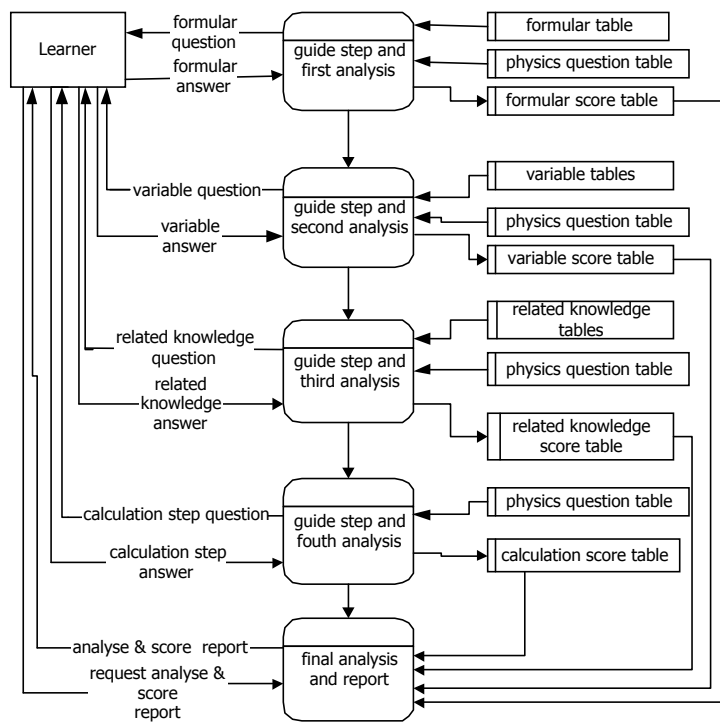 Learner
formular
question
formular
answer
guide step and
first analysis
formular table
physics question table
formular score table
variable question
variable
answer
guide step and
second analysis
variable tables
physics question table
variable score table
related knowledge
question
related
knowledge
answer
guide step and
third analysis
related knowledge
tables
physics question table
related knowledge
score table
calculation step question
calculation step
answer
guide step and
fouth analysis
physics question table
calculation score table
analyse & score report
request analyse &
score
report
final analysis
and report